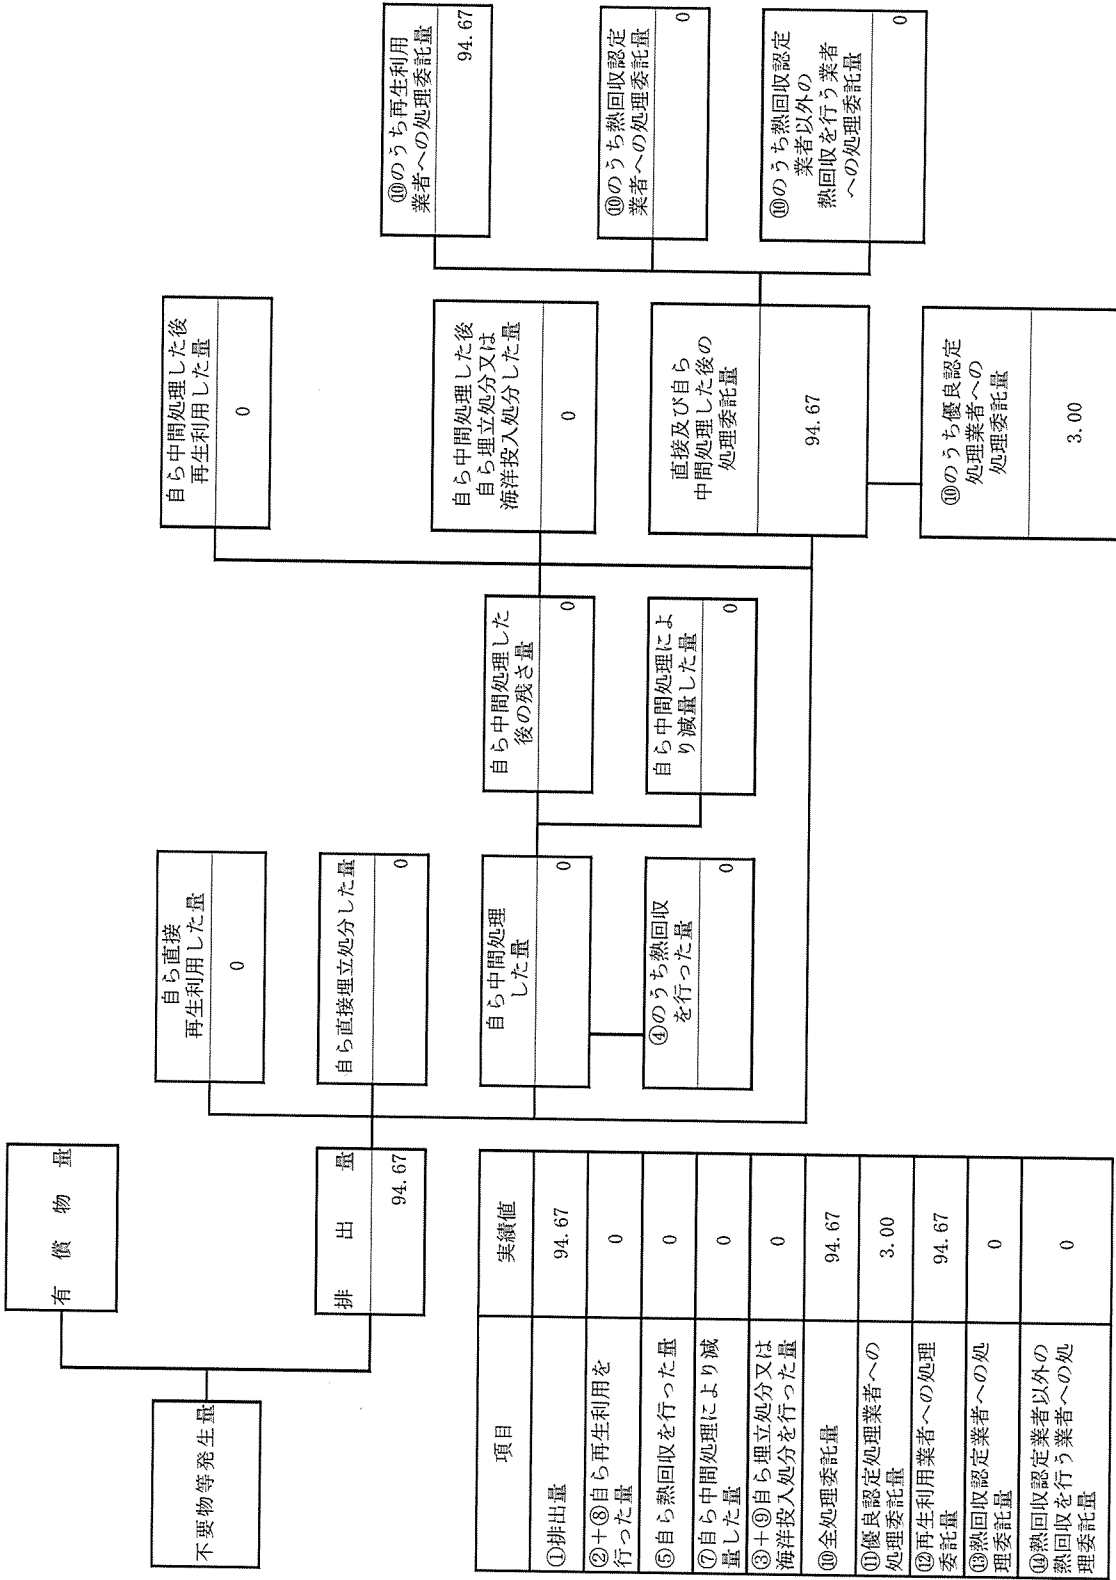 不要物等発生量
有償物量
排出量
94.67
自ら直接
再生利用した量
0
自ら直接埋立処分した量
0
自ら中間処理
した量
0
④のうち熱回収
を行った量
0
自ら中間処理した
後の残さ量
0
自ら中間処理によ
り減量した量
0
自ら中間処理した後
再生利用した量
0
自ら中間処理した後
自ら埋立処分又は
海洋投入処分した量
0
直接及び自ら
中間処理した後の
処理委託量
94.67
⑩のうち優良認定
処理業者への
処理委託量
3.00
⑩のうち再生利用
業者への処理委託量
94.67
⑩のうち熱回収認定
業者への処理委託量
0
⑩のうち熱回収認定
業者以外の
熱回収を行う業者
への処理委託量
0
項目 実績値
①排出量 94.67
②+⑧自ら再生利用を
行った量 0
⑤自ら熱回収を行った量 0
⑦自ら中間処理により減
量した量 0
③+⑨自ら埋立処分又は
海洋投入処分を行った量 0
⑩全処理委託量 94.67
⑪優良認定処理業者への
処理委託量 3.00
⑫再生利用業者への処理
委託量 94.67
⑬熱回収認定業者への処
理委託量 0
⑭熱回収認定業者以外の
熱回収を行う業者への処
理委託量 0